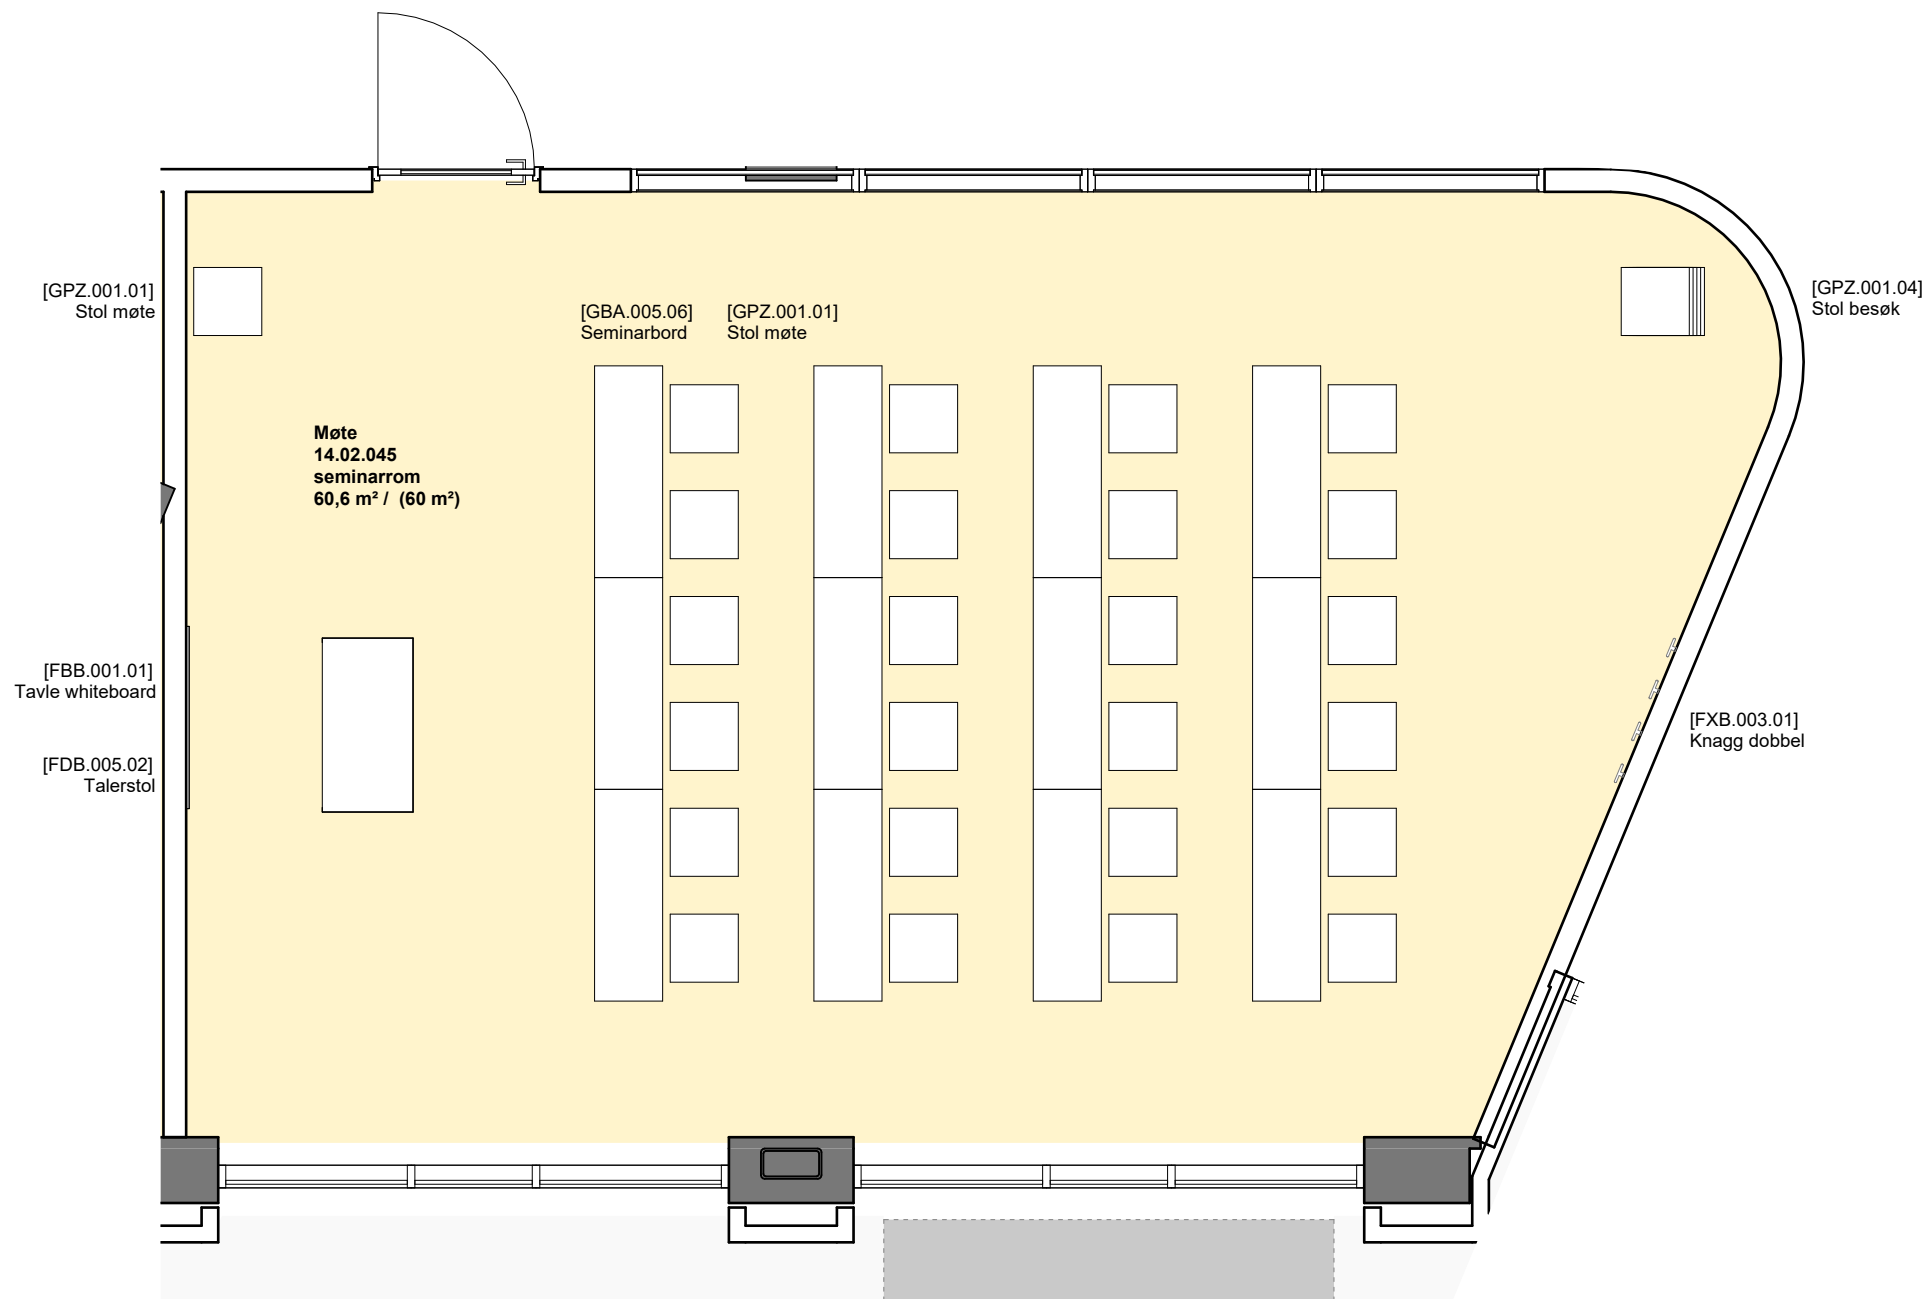 [GPZ.001.01]
Stol møte
[GBA.005.06]
Seminarbord
[GPZ.001.01]
Stol møte
[GPZ.001.04]
Stol besøk
Møte
14.02.045
seminarrom
60,6 m² / (60 m²)
[FBB.001.01]
Tavle whiteboard
[FDB.005.02]
Talerstol
[FXB.003.01]
Knagg dobbel